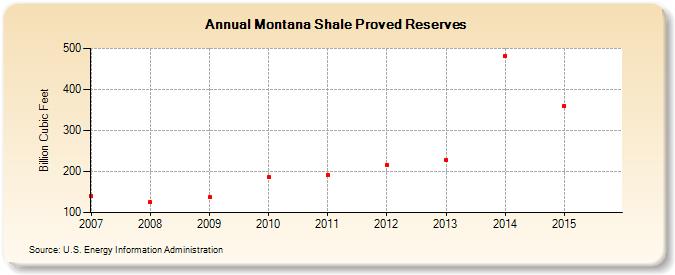 Annual Montana Shale Proved Reserves
Billion Cubic Feet
500
400
300
200
100
2007 2008 2009 2010 2011 2012 2013 2014 2015
Source: U.S. Energy Information Administration